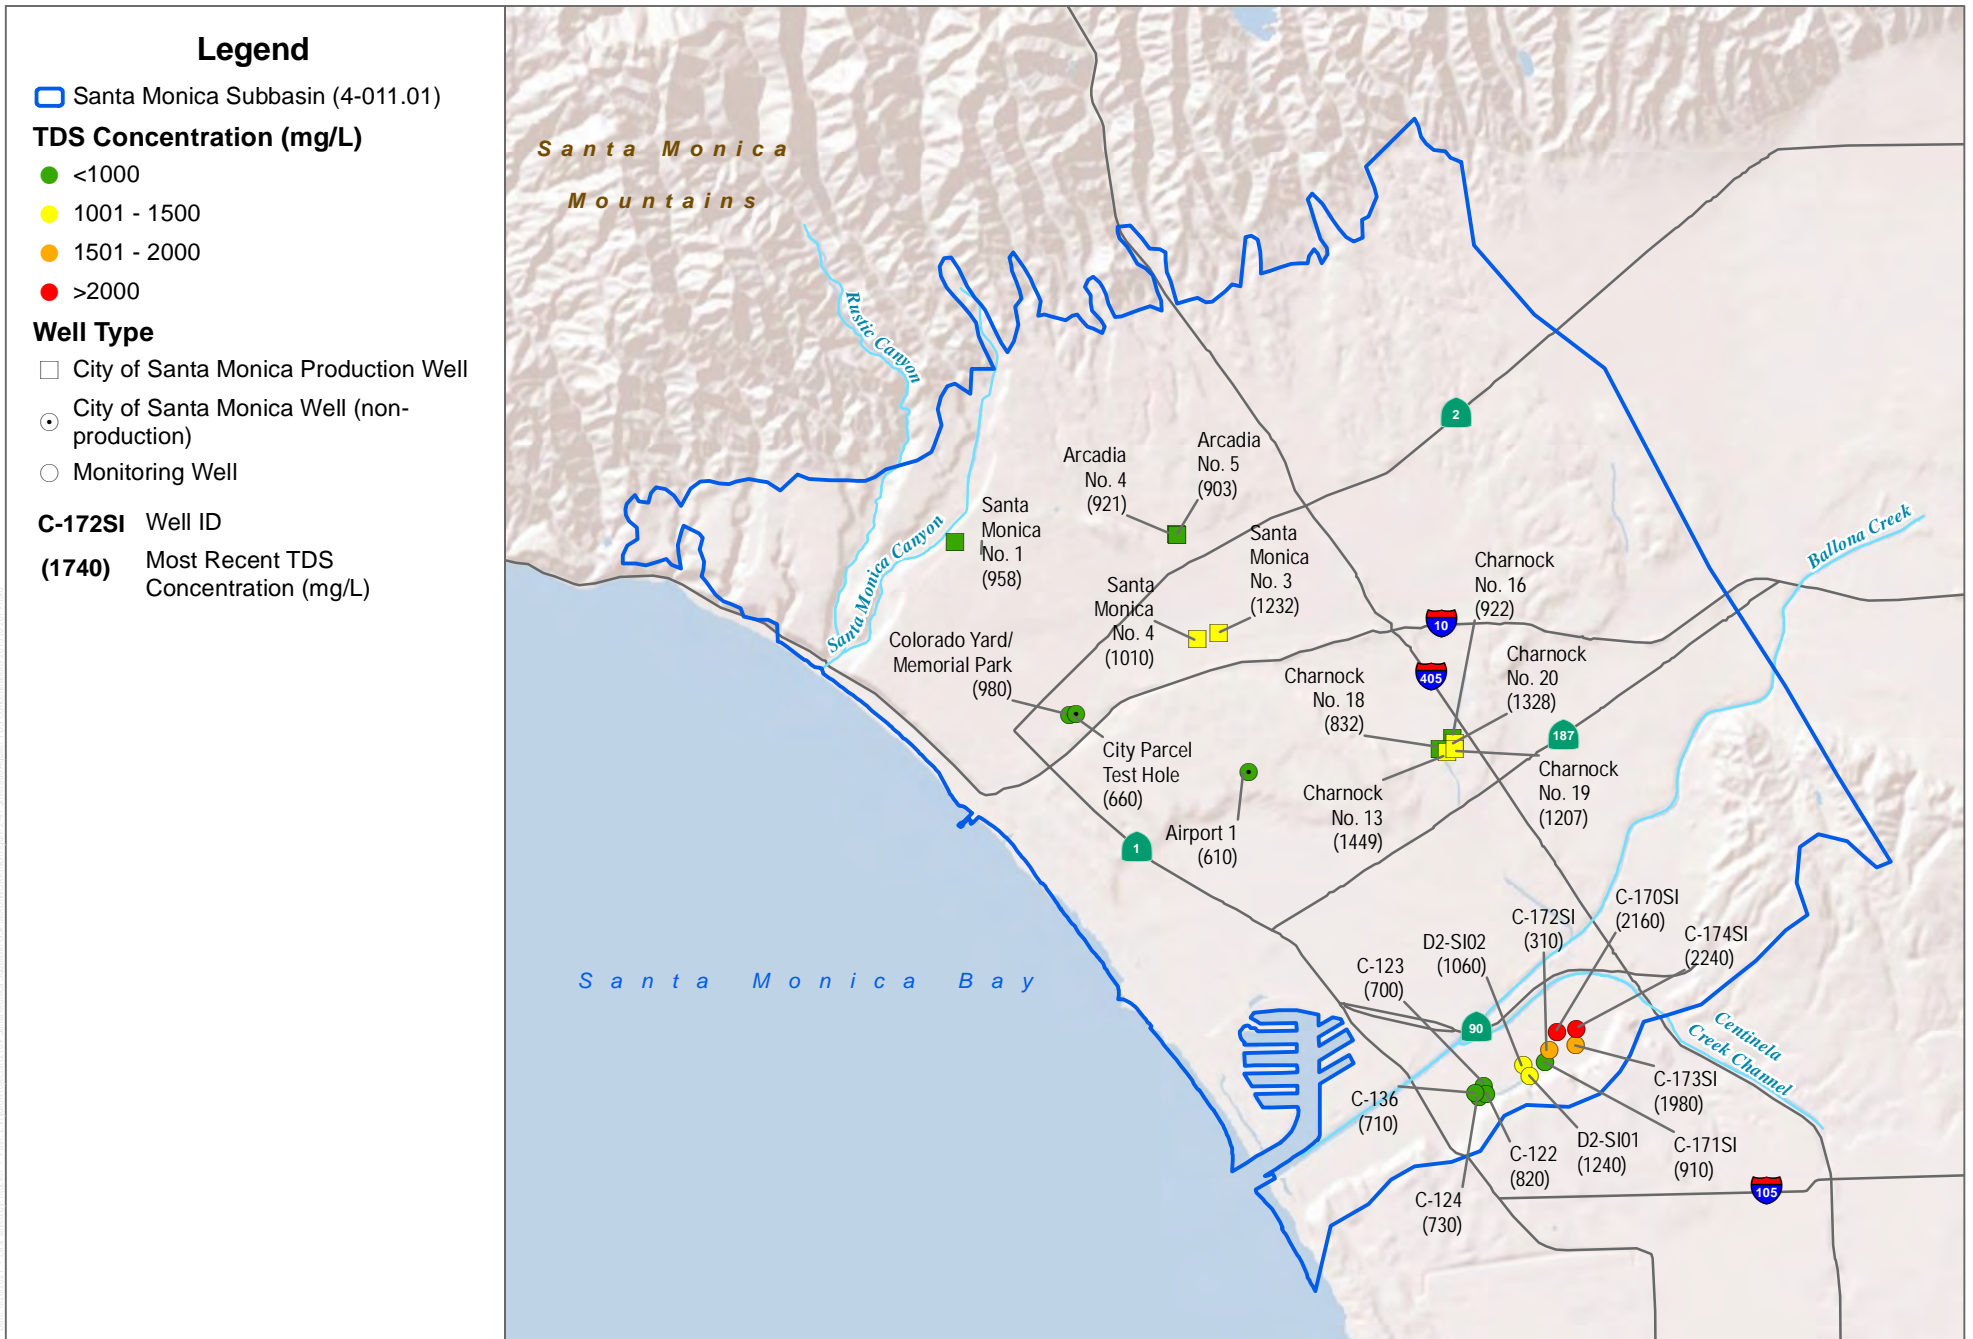 Legend
Santa Monica Subbasin (4-011.01)
TDS Concentration (mg/L)
<1000
1001 - 1500
1501 - 2000
>2000
Well Type
City of Santa Monica Production Well
City of Santa Monica Well (non-
production)
Monitoring Well
C-172SI Well ID
(1740) Most Recent TDS
Concentration (mg/L)
Santa Monica
Mountains
Rustic Canyon
Santa Monica Canyon
2
Arcadia
No. 4
(921)
Arcadia
No. 5
(903)
Santa
Monica
No. 1
(958)
Santa
Monica
No. 3
(1232)
Santa
Monica
No. 4
(1010)
Ballona Creek
Charnock
No. 16
(922)
10
405
Colorado Yard/
Memorial Park
(980)
Charnock
No. 18
(832)
Charnock
No. 20
(1328)
187
City Parcel
Test Hole
(660)
Charnock
No. 13
(1449)
Charnock
No. 19
(1207)
Airport 1
(610)
1
Santa Monica Bay
C-123
(700)
D2-SI02
(1060)
C-172SI
(310)
C-170SI
(2160)
C-174SI
(2240)
90
Centinela
Creek Channel
C-136
(710)
C-173SI
(1980)
C-122
(820)
D2-SI01
(1240)
C-171SI
(910)
C-124
(730)
105